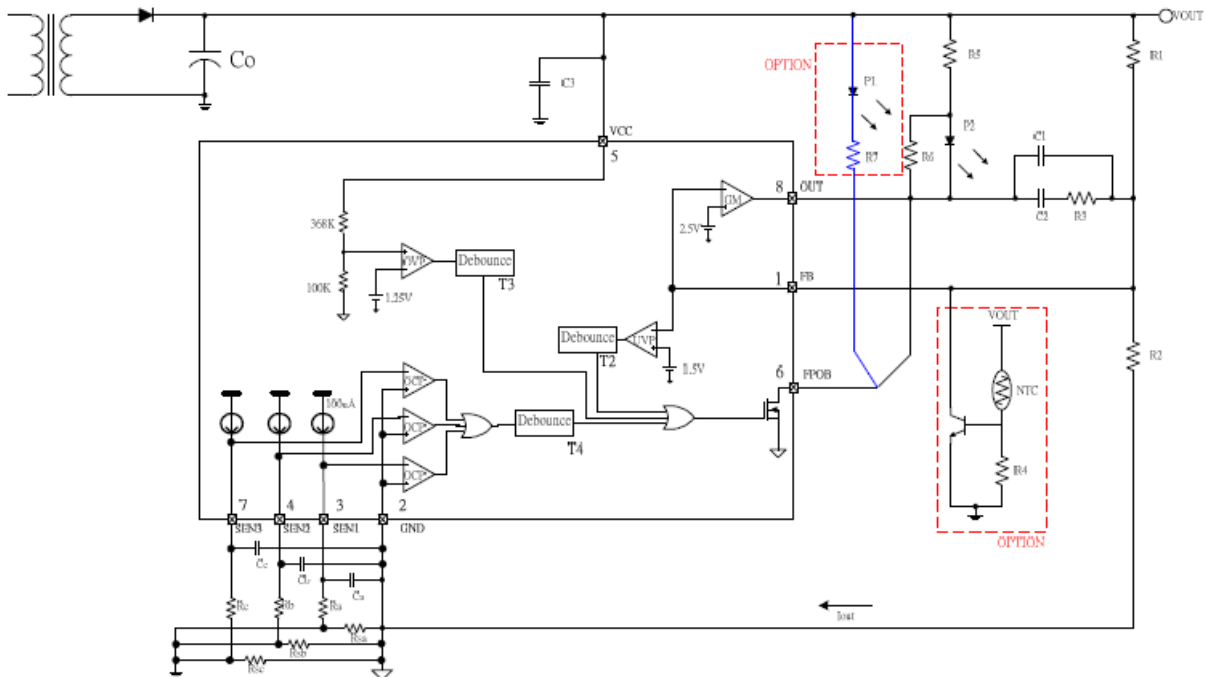 VOUT
Co
C3
OPTION
P1
R7
R5
R6
P2
R1
C1
C2
R3
VCC
5
8
OUT
GM
2.5V
368K
100K
OVP
1.25V
Debounce
T3
1
FB
Debounce
T2
UVP
1.5V
6
FPOB
VOUT
NTC
R4
OPTION
R2
100uA
OCP
OCP
OCP
Debounce
T4
7
4
3
2
SEN3
SEN2
SEN1
GND
Cc
Cb
Ca
Rc
Rb
Ra
Rsa
Rsb
Rsc
Iout